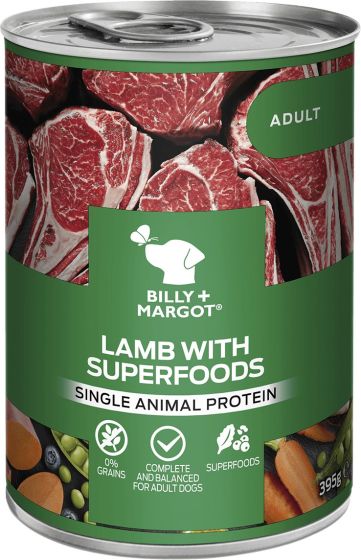 ADULT
BILLY +
MARGOT®
LAMB WITH
SUPERFOODS
SINGLE ANIMAL PROTEIN
0%
GRAINS
COMPLETE
AND BALANCED
FOR ADULT DOGS
SUPERFOODS
395g